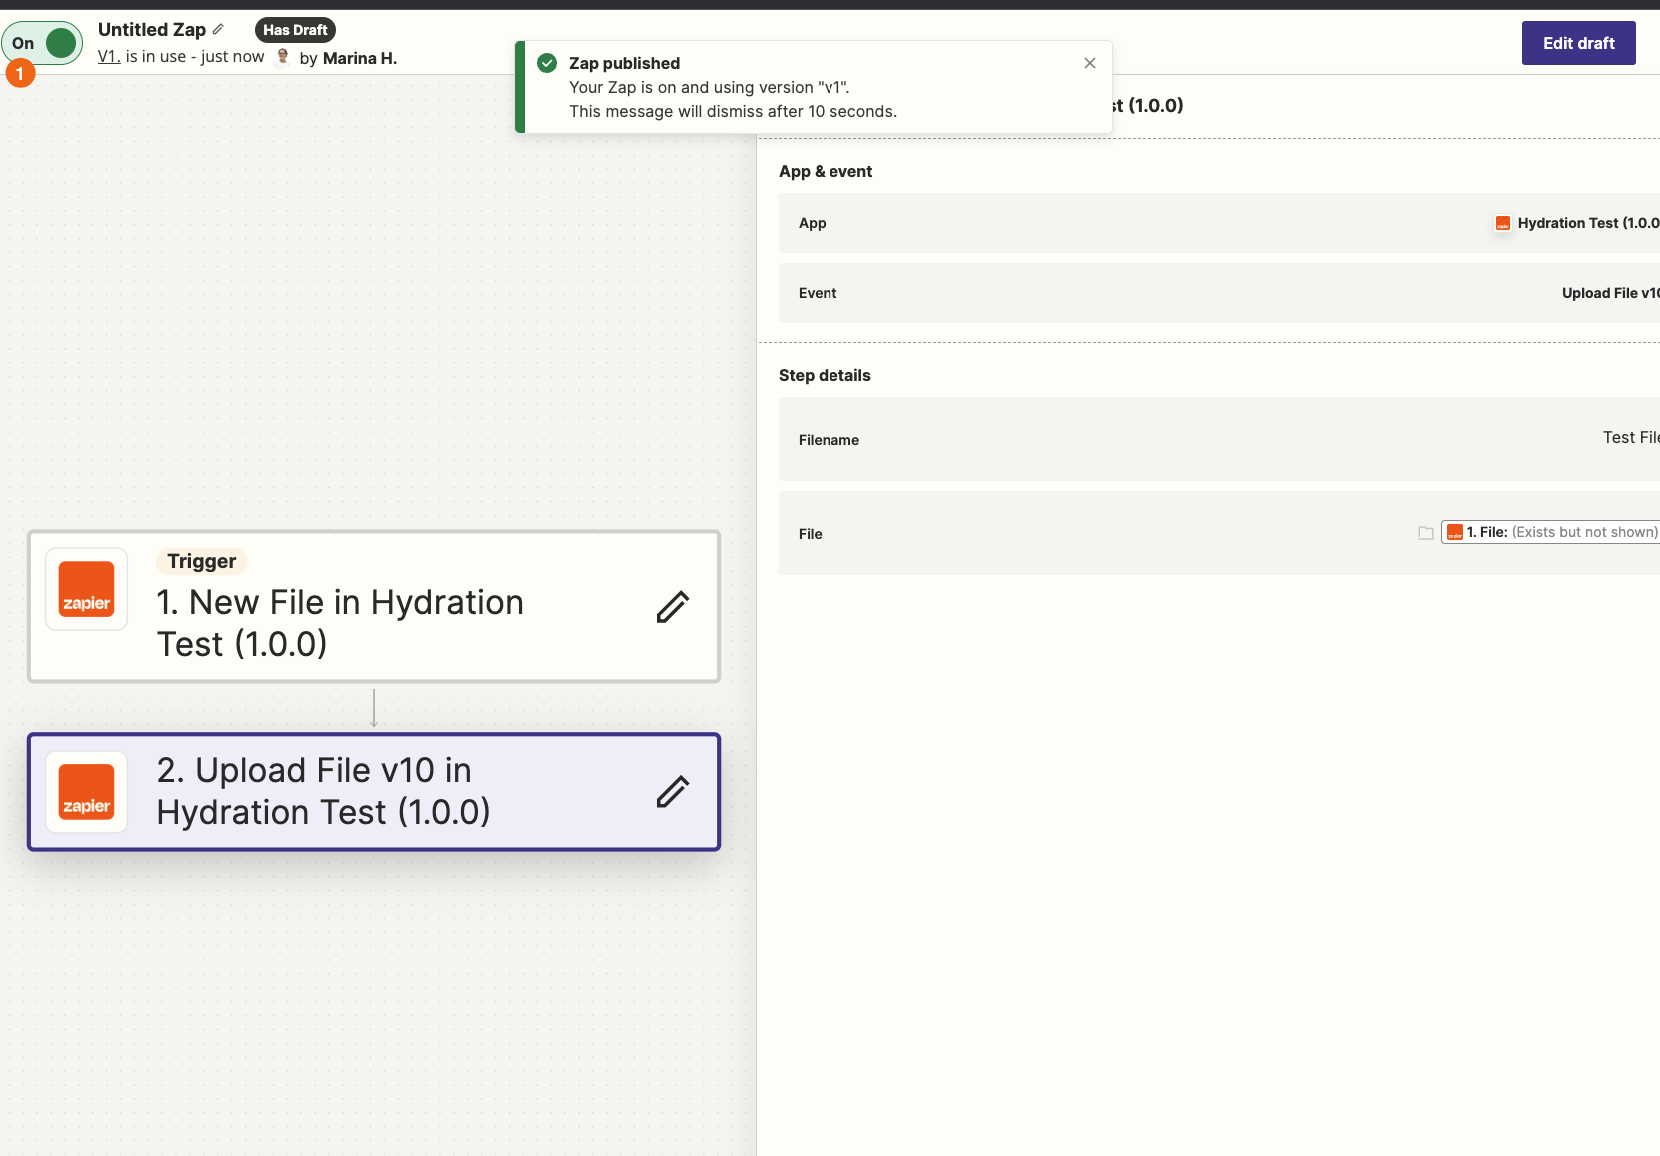 On
1
Untitled Zap
Has Draft
V1. is in use - just now by Marina H.
Zap published
Your Zap is on and using version "v1".
This message will dismiss after 10 seconds.
Edit draft
st (1.0.0)
App & event
App
Hydration Test (1.0.0
Event
Upload File v10
Step details
Filename
Test File
File
1. File: (Exists but not shown)
zapier
Trigger
1. New File in Hydration
Test (1.0.0)
zapier
2. Upload File v10 in
Hydration Test (1.0.0)